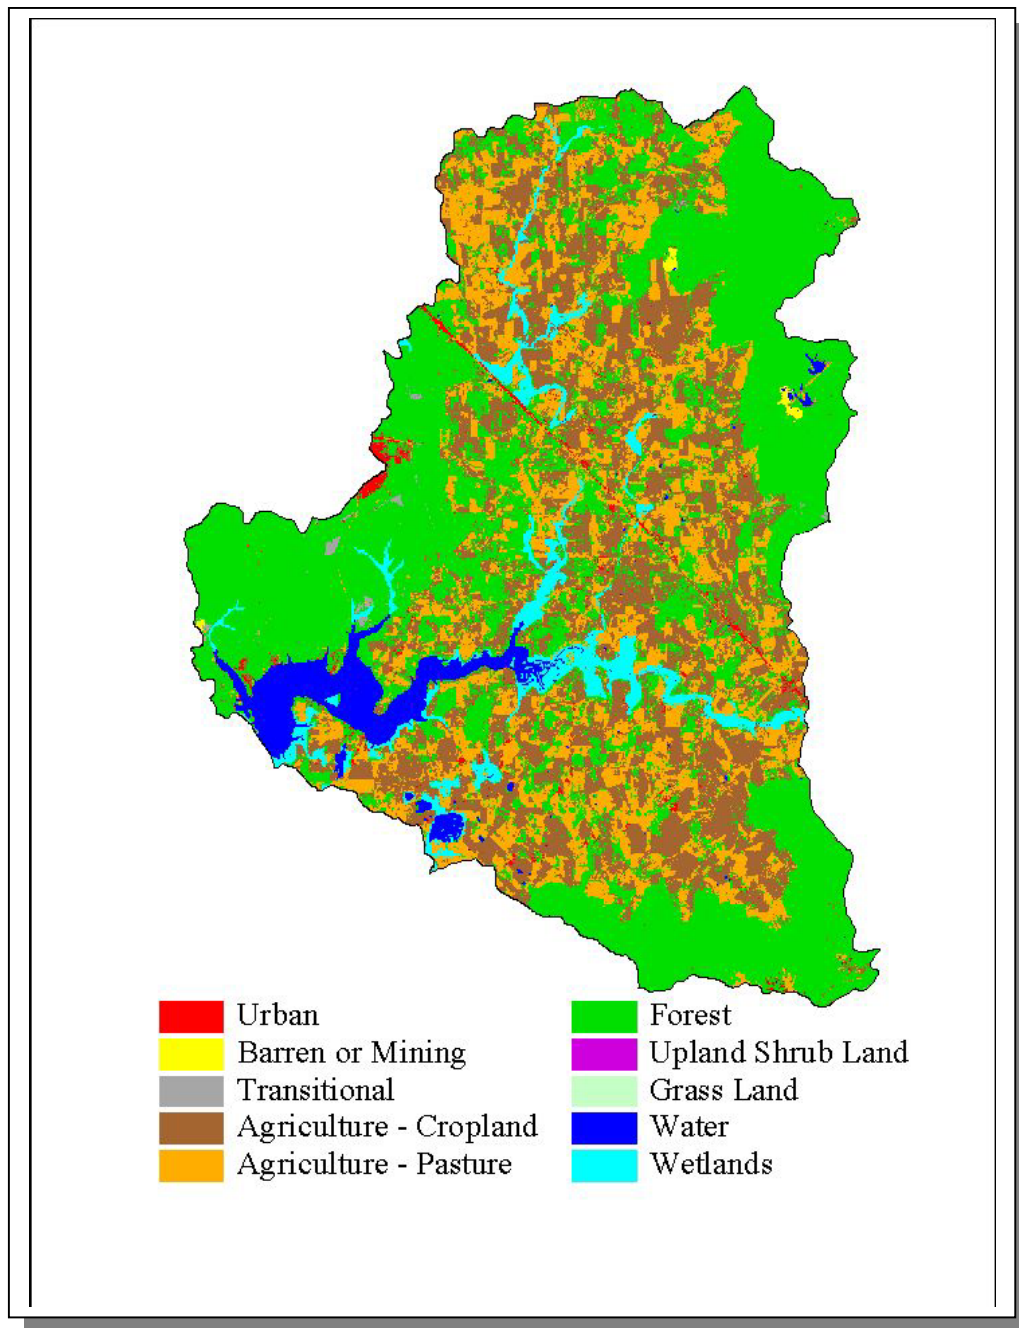 Urban
Barren or Mining
Transitional
Agriculture - Cropland
Agriculture - Pasture
Forest
Upland Shrub Land
Grass Land
Water
Wetlands